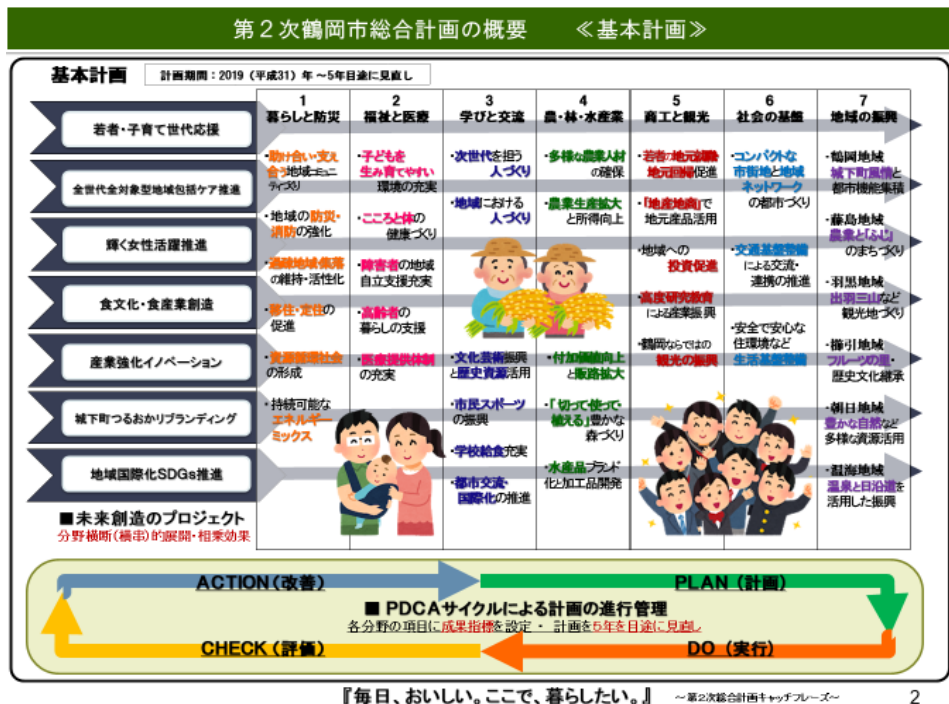 第２次鶴岡市総合計画の概要　≪基本計画≫
基本計画
計画期間：2019（平成31）年～5年目途に見直し
若者・子育て世代応援
全世代全対象型地域包括ケア推進
輝く女性活躍推進
食文化・食産業創造
産業強化イノベーション
城下町つるおかリブランディング
地域国際化SDGs推進
■未来創造のプロジェクト
分野横断(横串)的展開・相乗効果
1
暮らしと防災
・助け合い・支え
合う地域コミュニ
ティづくり
・地域の防災・
消防の強化
・過疎地域・集落
の維持・活性化
・移住・定住の
促進
・資源循環社会
の形成
・持続可能な
エネルギー
ミックス
2
福祉と医療
・子どもを
生み育てやすい
環境の充実
・こころと体の
健康づくり
・障害者の地域
自立支援充実
・高齢者の
暮らしの支援
・医療提供体制
の充実
3
学びと交流
・次世代を担う
人づくり
・地域における
人づくり
・文化芸術振興
と歴史資源活用
・市民スポーツ
の振興
・学校給食充実
・都市交流・
国際化の推進
4
農・林・水産業
・多様な農業人材
の確保
・農業生産拡大
と所得向上
・付加価値向上
と販路拡大
・「切って・使って・
植える」豊かな
森づくり
・水産品ブランド
化と加工品開発
5
商工と観光
・若者の地元就職
地元回帰促進
・「地産地商」で
地元産品活用
・地域への
投資促進
・高度研究教育
による産業振興
・鶴岡ならではの
観光の振興
6
社会の基盤
・コンパクトな
市街地と地域
ネットワーク
の都市づくり
・交通基盤整備
による交流・
連携の推進
・安全で安心な
住環境など
生活基盤整備
7
地域の振興
・鶴岡地域
城下町風情と
都市機能集積
・藤島地域
農業と「ふじ」
のまちづくり
・羽黒地域
出羽三山など
観光地づくり
・櫛引地域
フルーツの里・
歴史文化継承
・朝日地域
豊かな自然など
多様な資源活用
・温海地域
温泉と日沿道を
活用した振興
ACTION（改善）
PLAN（計画）
■ PDCAサイクルによる計画の進行管理
各分野の項目に成果指標を設定 ・ 計画を5年を目途に見直し
CHECK（評価）
DO（実行）
『毎日、おいしい。ここで、暮らしたい。』 ～第2次総合計画キャッチフレーズ～
2